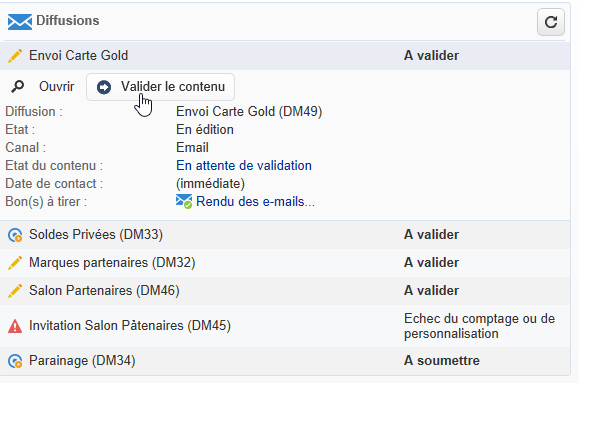 Diffusions
Envoi Carte Gold A valider
Ouvrir Valider le contenu
Diffusion : Envoi Carte Gold (DM49)
Etat : En édition
Canal : Email
Etat du contenu : En attente de validation
Date de contact : (immédiate)
Bon(s) à tirer : Rendu des e-mails...
Soldes Privées (DM33) A valider
Marques partenaires (DM32) A valider
Salon Partenaires (DM46) A valider
Invitation Salon Pâtenaires (DM45) Echec du comptage ou de
personnalisation
Parainage (DM34) A soumettre